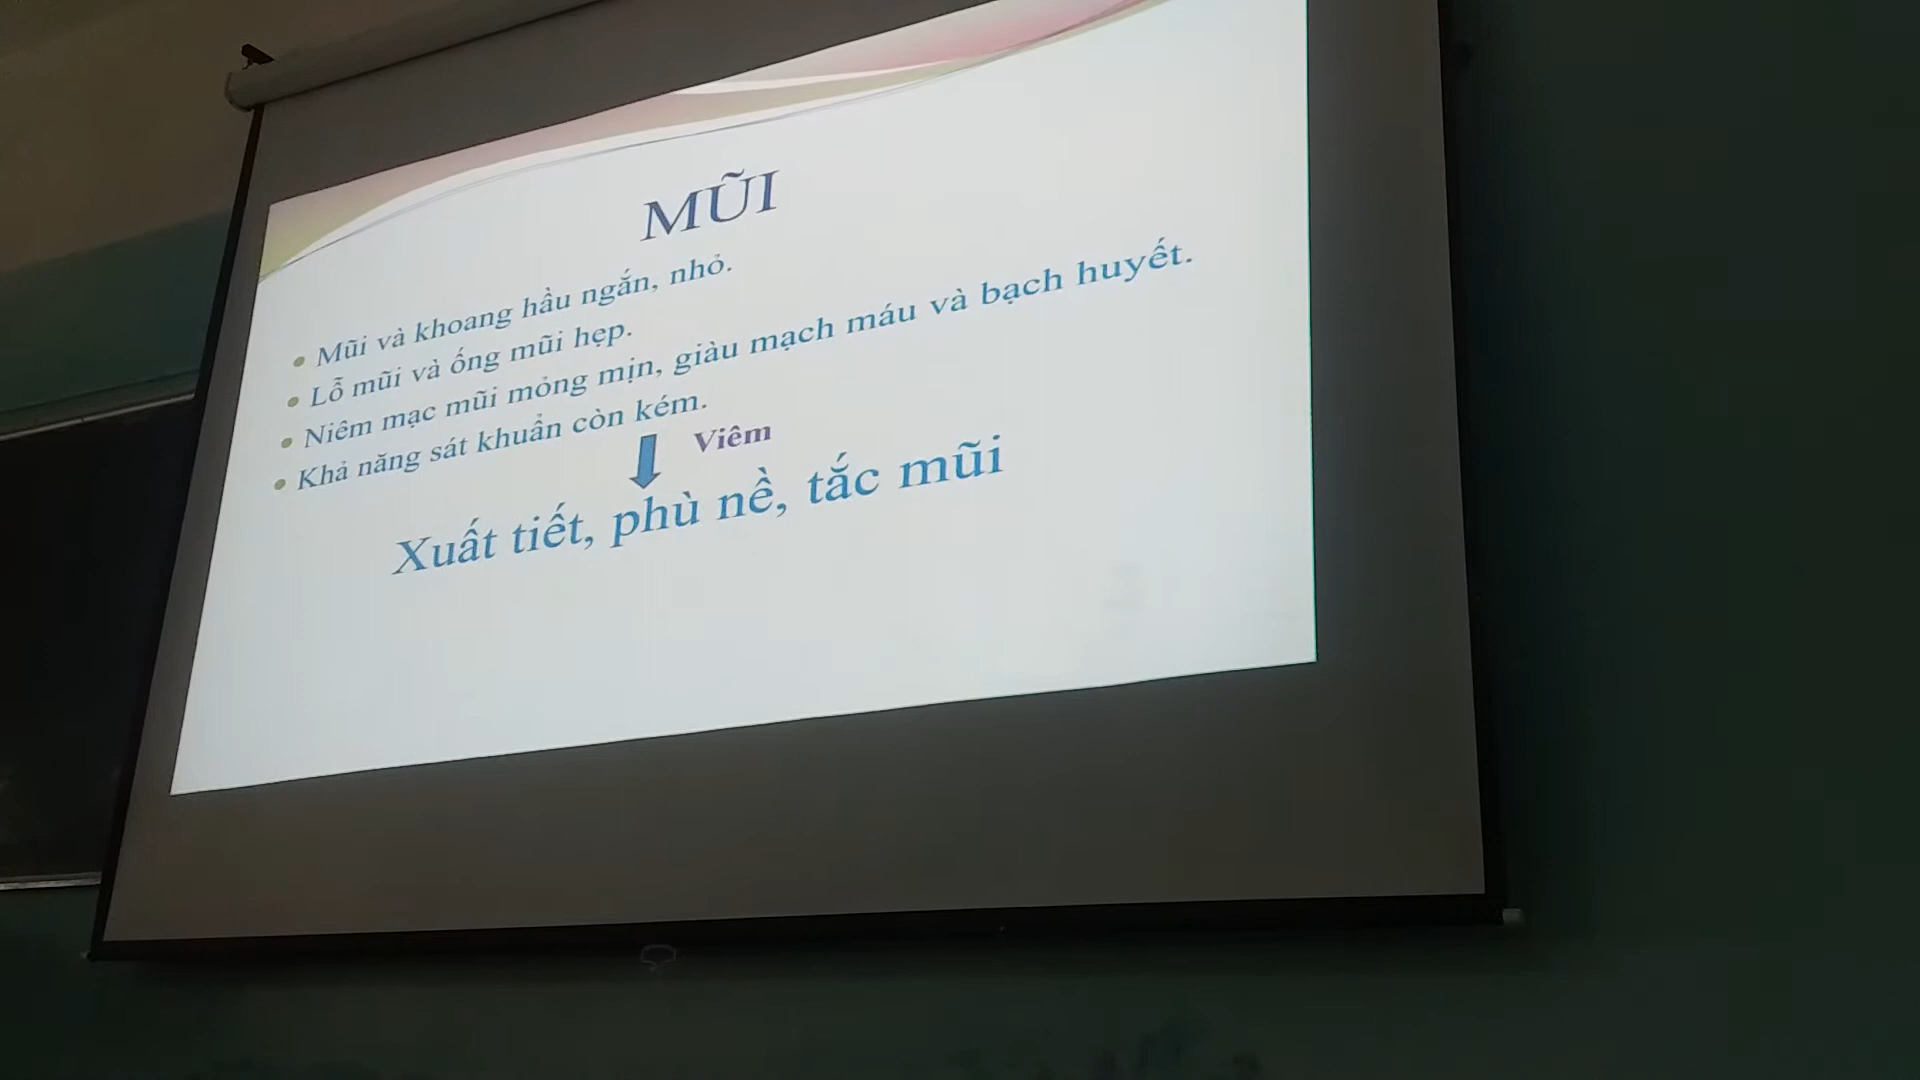 MŨI
Mũi và khoang hầu ngắn, nhỏ.
Lỗ mũi và ống mũi hẹp.
Niêm mạc mũi mỏng mịn, giàu mạch máu và bạch huyết.
Khả năng sát khuẩn còn kém.
Viêm
Xuất tiết, phù nề, tắc mũi